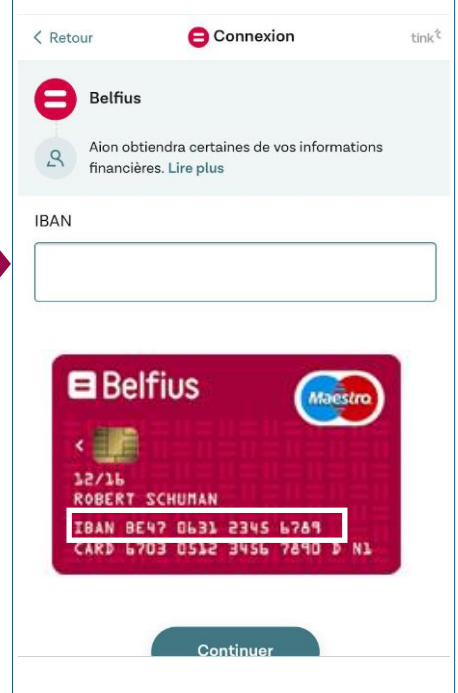 Retour
Connexion
tink
Belfius
Aion obtiendra certaines de vos informations
financières. Lire plus
IBAN
Belfius
Maestro
12/16
ROBERT SCHUMAN
IBAN BE47 0631 2345 6789
CARD 6703 0512 3456 7890 D N1
Continuer